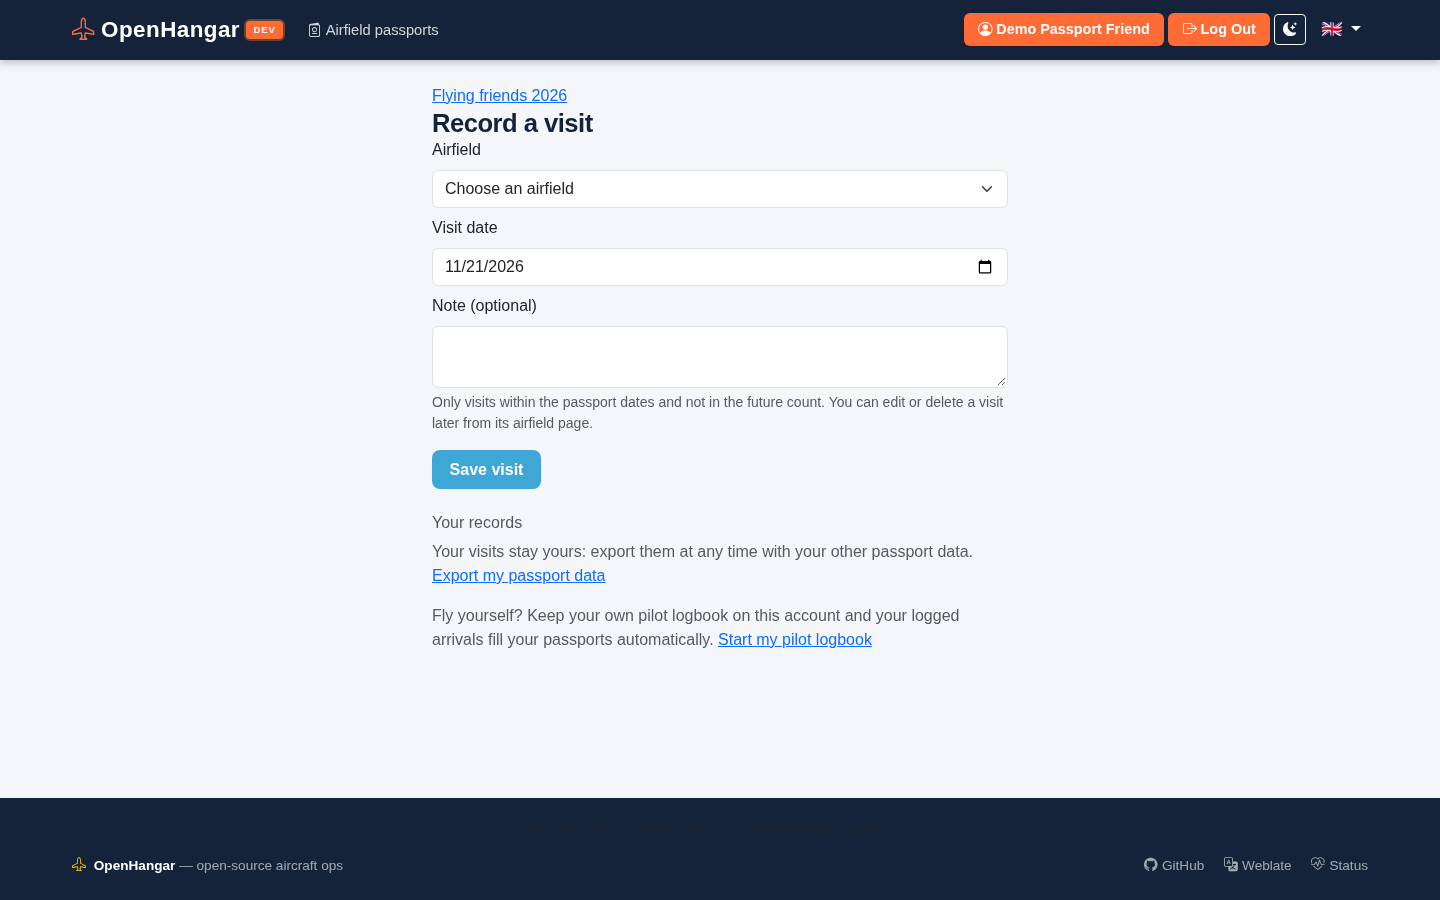 OpenHangar DEV Airfield passports Demo Passport Friend Log Out
Flying friends 2026
Record a visit
Airfield
Choose an airfield
Visit date
11/21/2026
Note (optional)
Only visits within the passport dates and not in the future count. You can edit or delete a visit
later from its airfield page.
Save visit
Your records
Your visits stay yours: export them at any time with your other passport data.
Export my passport data
Fly yourself? Keep your own pilot logbook on this account and your logged
arrivals fill your passports automatically. Start my pilot logbook
OpenHangar — open-source aircraft ops GitHub Weblate Status